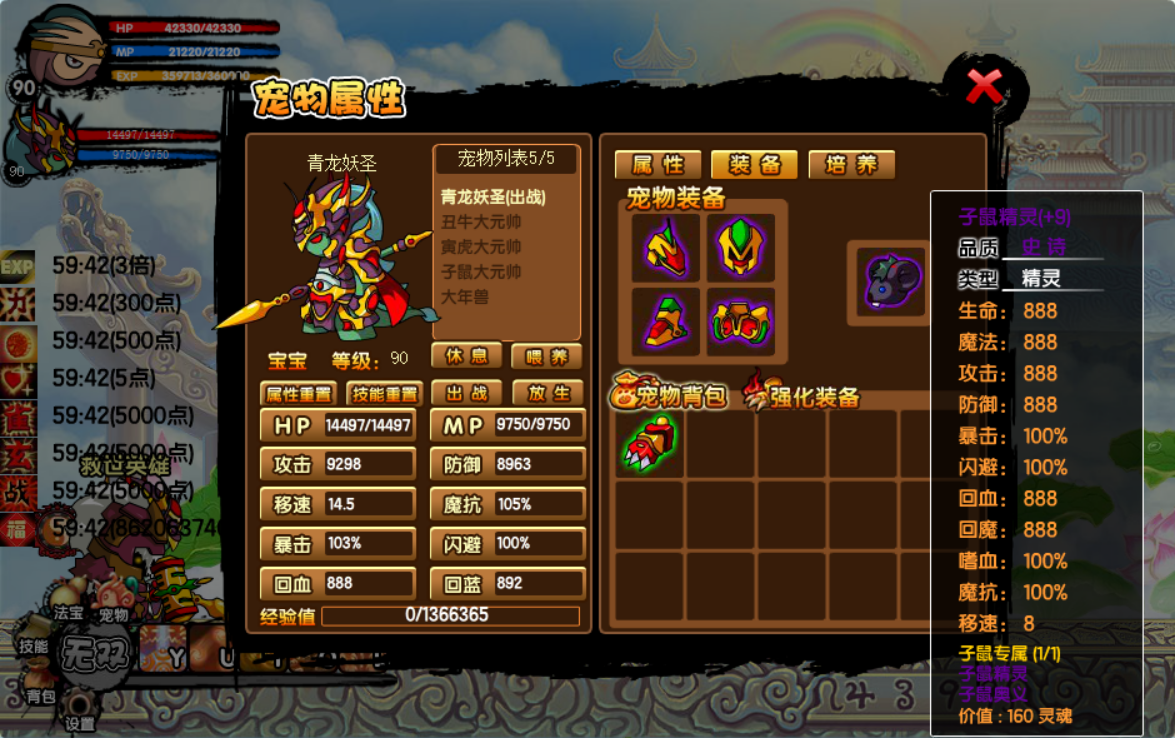 HP 42330/42330
MP 21220/21220
EXP 359713/360000
90
14497/14497
9750/9750
90
EXP 59:42(3倍)
力 59:42(300点)
59:42(500点)
59:42(5点)
雀 59:42(5000点)
玄 59:42(5000点)
救世英雄
战 59:42(5000点)
福 59:42(862063740
法宝 宠物
技能 无双 Y U
背包
设置
宠物属性
青龙妖圣
宠物列表5/5
青龙妖圣(出战)
丑牛大元帅
寅虎大元帅
子鼠大元帅
大年兽
宝宝 等级: 90
休息 喂养
属性重置 技能重置 出战 放生
HP 14497/14497 MP 9750/9750
攻击 9298 防御 8963
移速 14.5 魔抗 105%
暴击 103% 闪避 100%
回血 888 回蓝 892
经验值 0/1366365
属性 装备 培养
宠物装备
宠物背包 强化装备
子鼠精灵(+9)
品质 史诗
类型 精灵
生命: 888
魔法: 888
攻击: 888
防御: 888
暴击: 100%
闪避: 100%
回血: 888
回魔: 888
嗜血: 100%
魔抗: 100%
移速: 8
子鼠专属 (1/1)
子鼠精灵
子鼠奥义
价值 : 160 灵魂